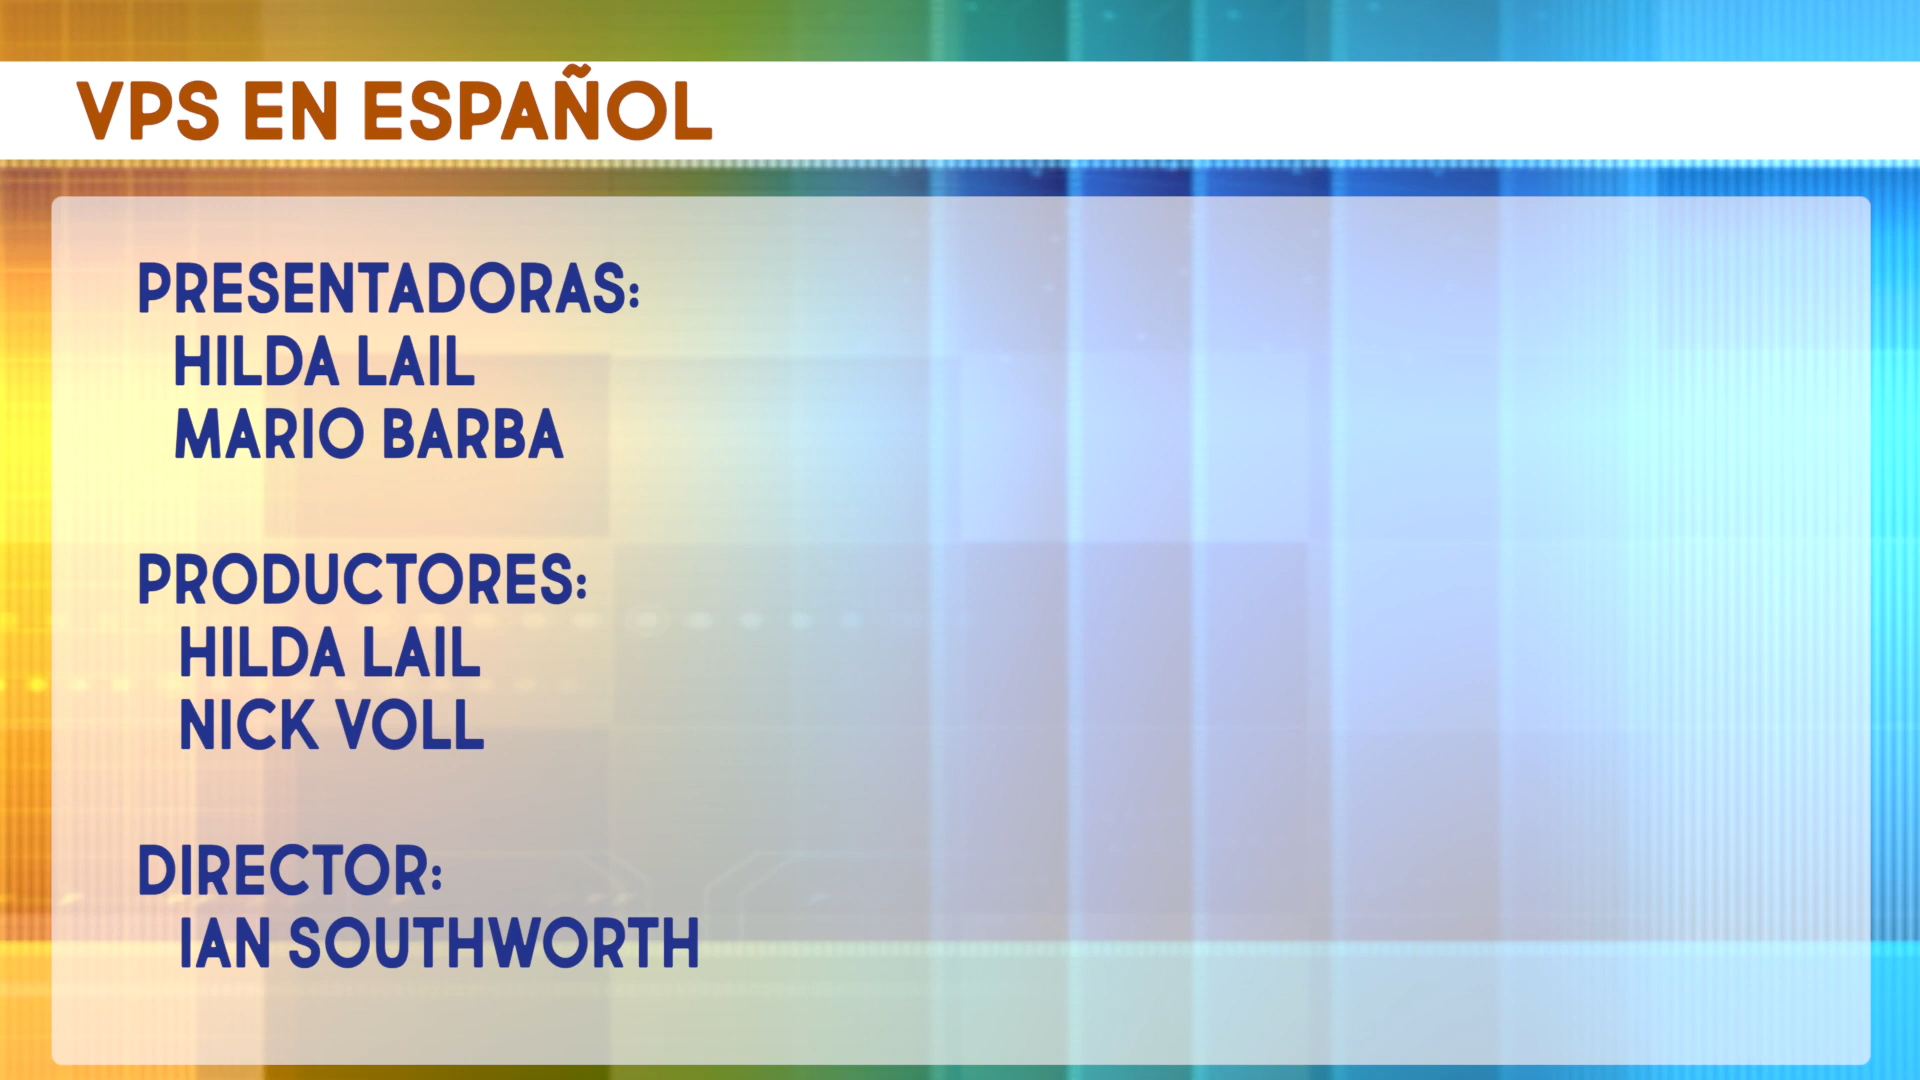 VPS EN ESPAÑOL
PRESENTADORAS:
HILDA LAIL
MARIO BARBA
PRODUCTORES:
HILDA LAIL
NICK VOLL
DIRECTOR:
IAN SOUTHWORTH